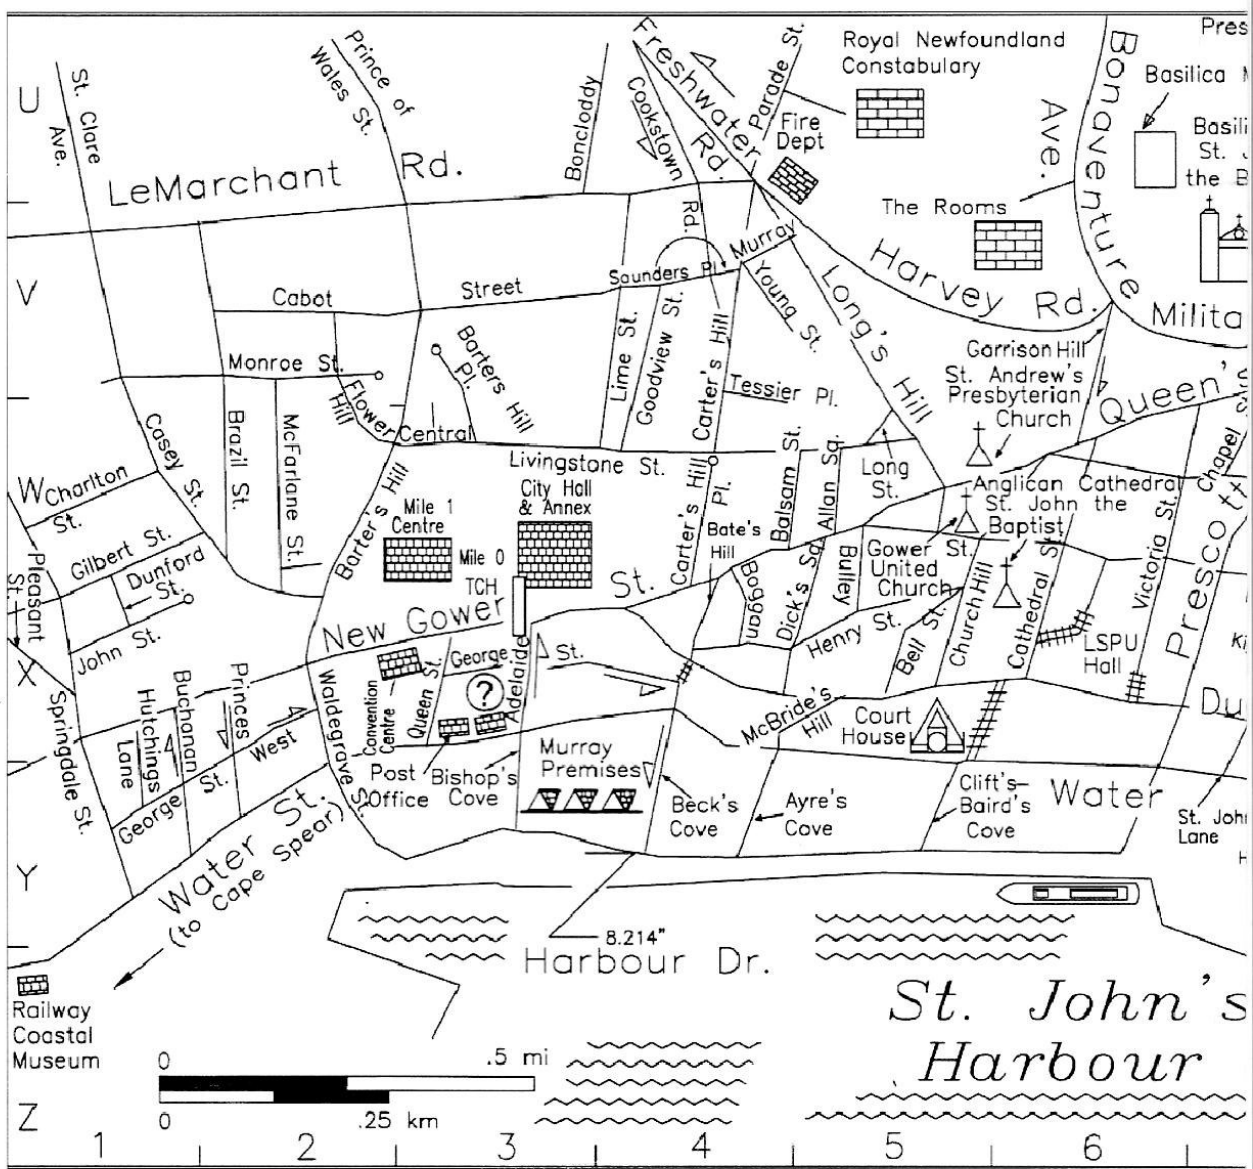 U
V
W
X
Y
Z
1
2
3
4
5
6
St. Clare
Ave.
Prince of
Wales St.
LeMarchant Rd.
Boncloddy
Freshwater
Rd.
Cookstown
Rd.
Parade St.
Royal Newfoundland
Constabulary
Fire
Dept
Bonaventure
Ave.
Basilica
St.
the B
The Rooms
Harvey Rd.
Milita
Murray
Saunders Pl.
Cabot Street
Young St.
Long's
Hill
Lime St.
Goodview St.
Carter's Hill
Barters Hill
Pl.
Monroe St.
Flower
Hill
Central
Tessier Pl.
Garrison Hill
St. Andrew's
Presbyterian
Church
Queen's
Chapel
Casey St.
Brazil St.
McFarlane St.
Barter's Hill
Livingstone St.
Carter's Hill
Pl.
Balsam St.
Allan Sq.
Long
St.
Charlton
St.
Gilbert St.
Dunford
St.
Pleasant
St.
John St.
Mile 1
Centre
City Hall
& Annex
Mile 0
TCH
Bate's
Hill
Anglican Cathedral
St. John the
Baptist
Gower St.
United
Church
Victoria St.
Boggan
Dick's Sq.
Bulley
Henry St.
Bell St.
Church Hill
Cathedral St.
LSPU
Hall
New Gower St.
George St.
Adelaide
Queen St.
Convention
Centre
?
Springdale St.
Hutchings
Lane
Buchanan
Princes
George St. West
Waldegrave St.
McBride's
Hill
Court
House
Du
Post
Office
Bishop's
Cove
Murray
Premises
Beck's
Cove
Ayre's
Cove
Clift's-
Baird's
Cove
Water
St. John
Lane
Water St.
(to Cape Spear)
8.214"
Harbour Dr.
St. John's
Harbour
Railway
Coastal
Museum
0 .5 mi
0 .25 km